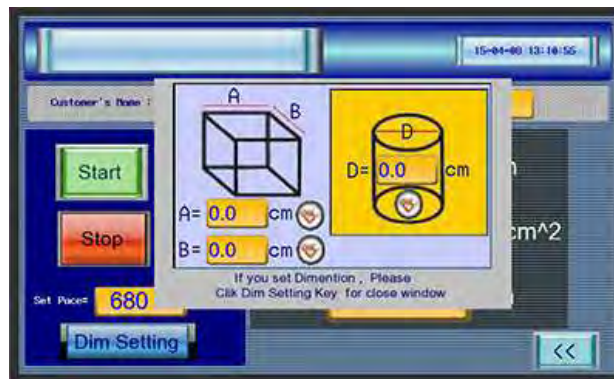 15-04-08 13:10:55
Customer's Name :
A
B
D
Start
D= 0.0 cm
A= 0.0 cm
cm^2
Stop
B= 0.0 cm
If you set Dimention , Please
Clik Dim Setting Key for close window
Set Pace= 680
Dim Setting
<<